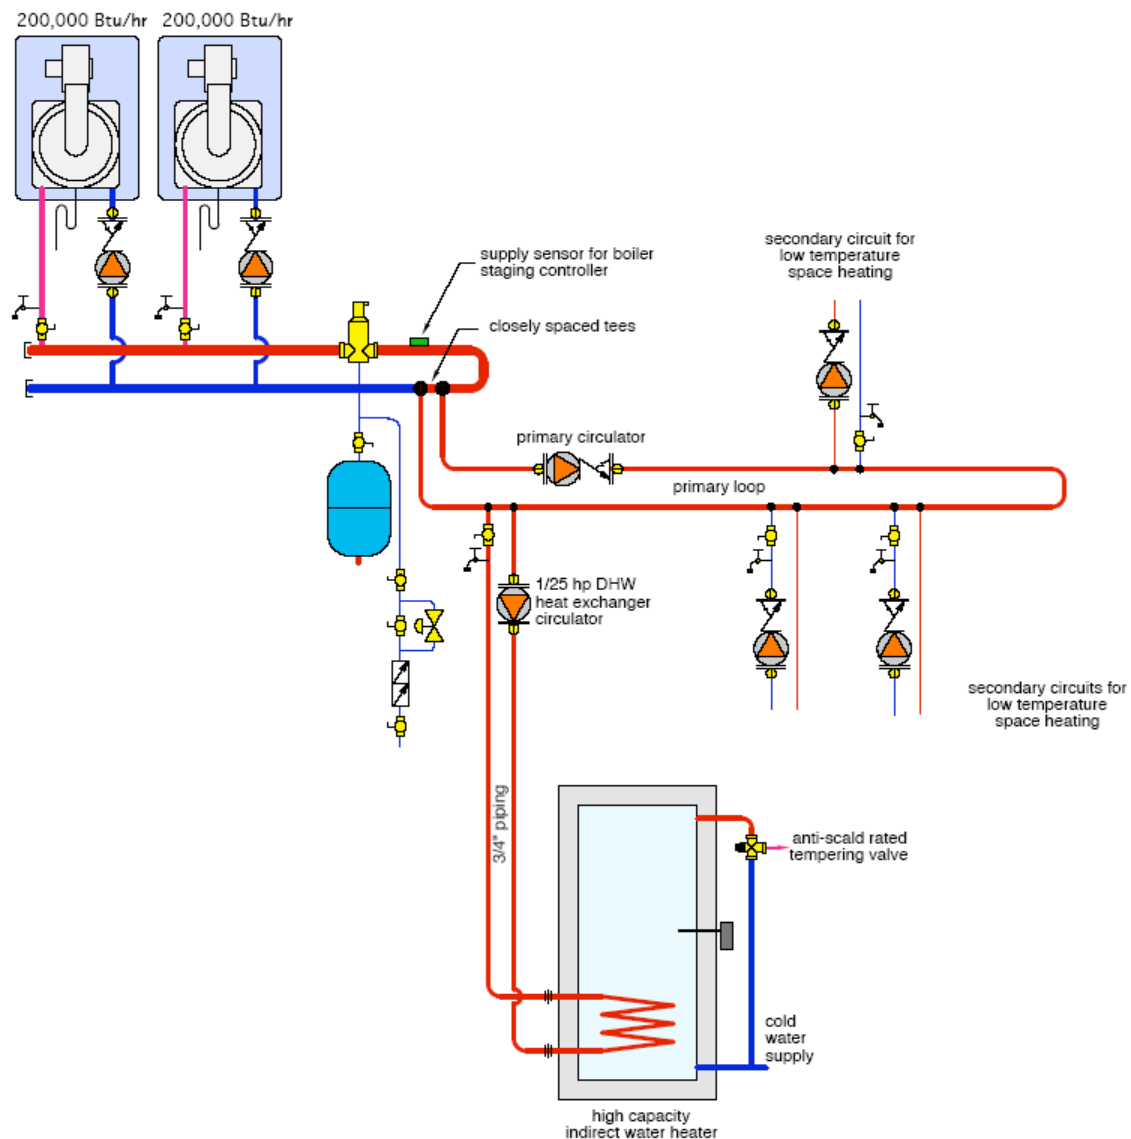 200,000 Btu/hr
200,000 Btu/hr
supply sensor for boiler
staging controller
closely spaced tees
secondary circuit for
low temperature
space heating
primary circulator
primary loop
1/25 hp DHW
heat exchanger
circulator
secondary circuits for
low temperature
space heating
3/4" piping
anti-scald rated
tempering valve
cold
water
supply
high capacity
indirect water heater